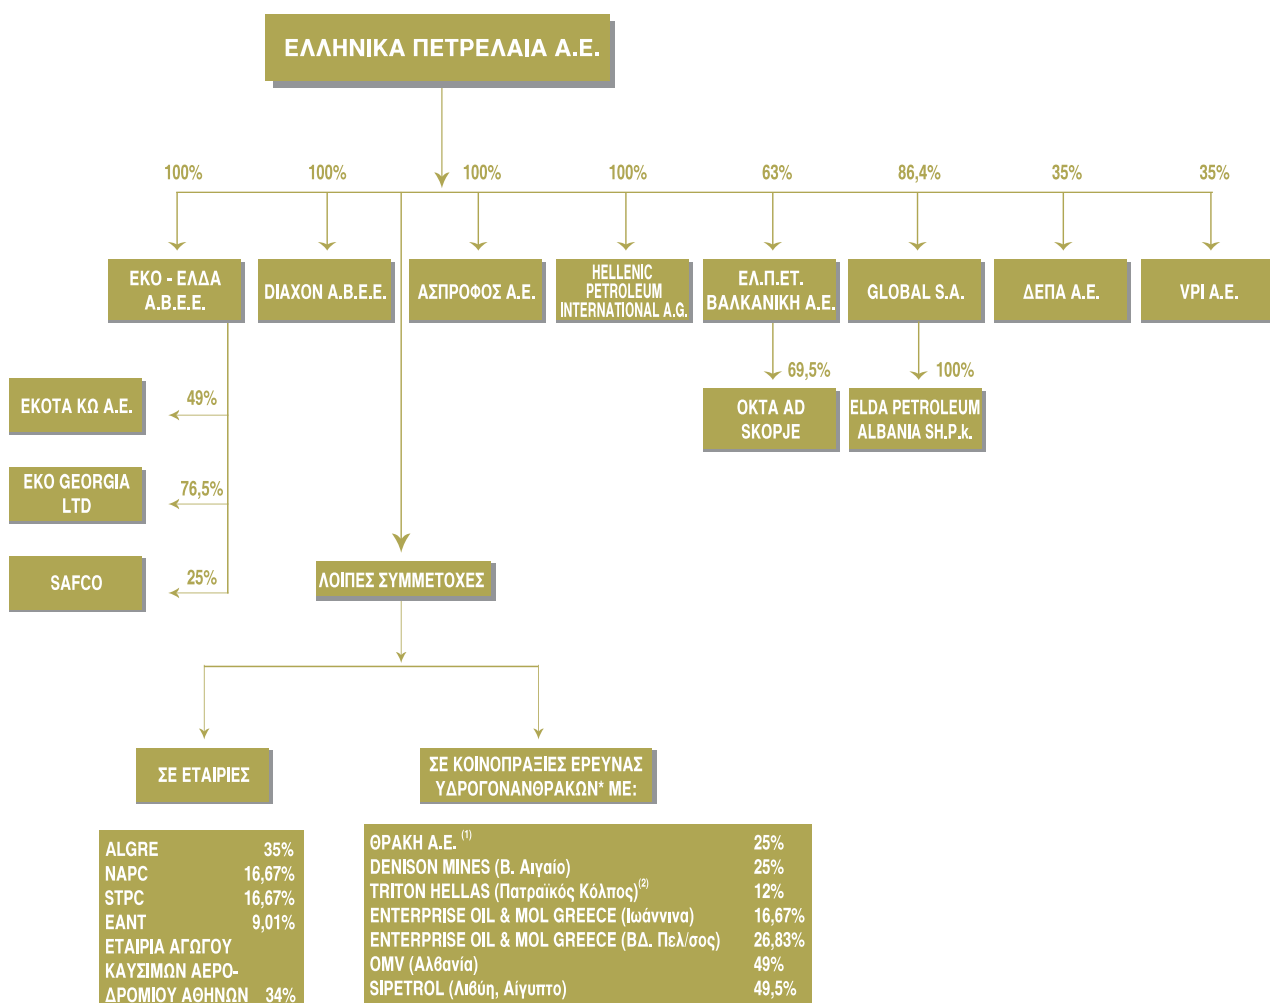 ΕΛΛΗΝΙΚΑ ΠΕΤΡΕΛΑΙΑ Α.Ε.
100%
100%
100%
100%
63%
86,4%
35%
35%
ΕΚΟ - ΕΛΔΑ
Α.Β.Ε.Ε.
DIAXON Α.Β.Ε.Ε.
ΑΣΠΡΟΦΟΣ Α.Ε.
HELLENIC
PETROLEUM
INTERNATIONAL A.G.
ΕΛ.Π.ΕΤ.
ΒΑΛΚΑΝΙΚΗ Α.Ε.
GLOBAL S.A.
ΔΕΠΑ Α.Ε.
VPI Α.Ε.
69,5%
100%
ΟΚΤΑ AD
SKOPJE
ELDA PETROLEUM
ALBANIA SH.P.k.
ΕΚΟΤΑ ΚΩ Α.Ε.
49%
EKO GEORGIA
LTD
76,5%
SAFCO
25%
ΛΟΙΠΕΣ ΣΥΜΜΕΤΟΧΕΣ
ΣΕ ΕΤΑΙΡΙΕΣ
ALGRE 35%
NAPC 16,67%
STPC 16,67%
ΕΑΝΤ 9,01%
ΕΤΑΙΡΙΑ ΑΓΩΓΟΥ
ΚΑΥΣΙΜΩΝ ΑΕΡΟ-
ΔΡΟΜΙΟΥ ΑΘΗΝΩΝ 34%
ΣΕ ΚΟΙΝΟΠΡΑΞΙΕΣ ΕΡΕΥΝΑΣ
ΥΔΡΟΓΟΝΑΝΘΡΑΚΩΝ* ΜΕ:
ΘΡΑΚΗ Α.Ε. (1) 25%
DENISON MINES (Β. Αιγαίο) 25%
TRITON HELLAS (Πατραϊκός Κόλπος)(2) 12%
ENTERPRISE OIL & MOL GREECE (Ιωάννινα) 16,67%
ENTERPRISE OIL & MOL GREECE (ΒΔ. Πελ/σος) 26,83%
OMV (Αλβανία) 49%
SIPETROL (Λιβύη, Αίγυπτο) 49,5%